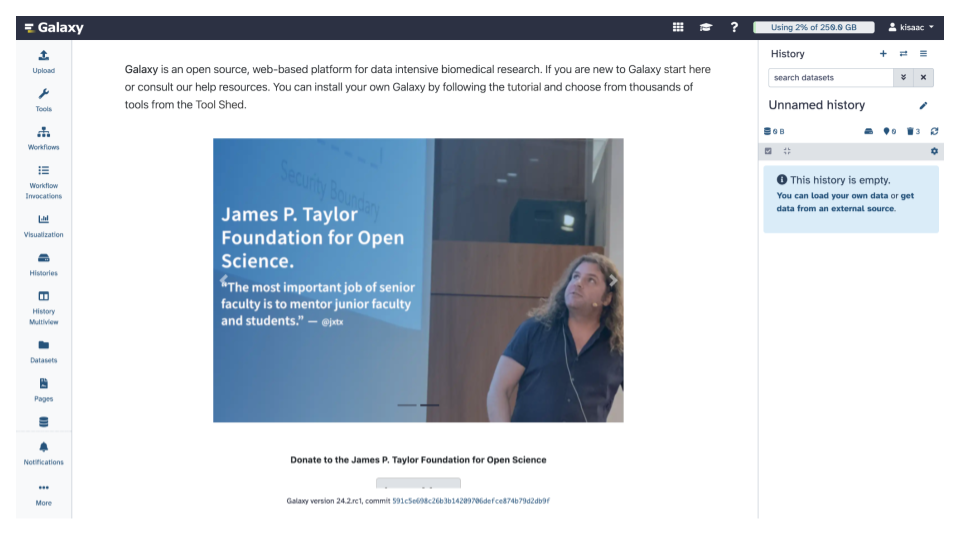 Galaxy
?
Using 2% of 250.0 GB
kisaac
Upload
Tools
Workflows
Workflow
Invocations
Visualization
Histories
History
Multiview
Datasets
Pages
Notifications
More
Galaxy is an open source, web-based platform for data intensive biomedical research. If you are new to Galaxy start here
or consult our help resources. You can install your own Galaxy by following the tutorial and choose from thousands of
tools from the Tool Shed.
Security Boundary
James P. Taylor
Foundation for Open
Science.
"The most important job of senior
faculty is to mentor junior faculty
and students." — @jxtx
Donate to the James P. Taylor Foundation for Open Science
Galaxy version 24.2.rc1, commit 591c5e698c26b3b14209706defce874b79d2db9f
History
search datasets
Unnamed history
0 B
0
3
This history is empty.
You can load your own data or get
data from an external source.